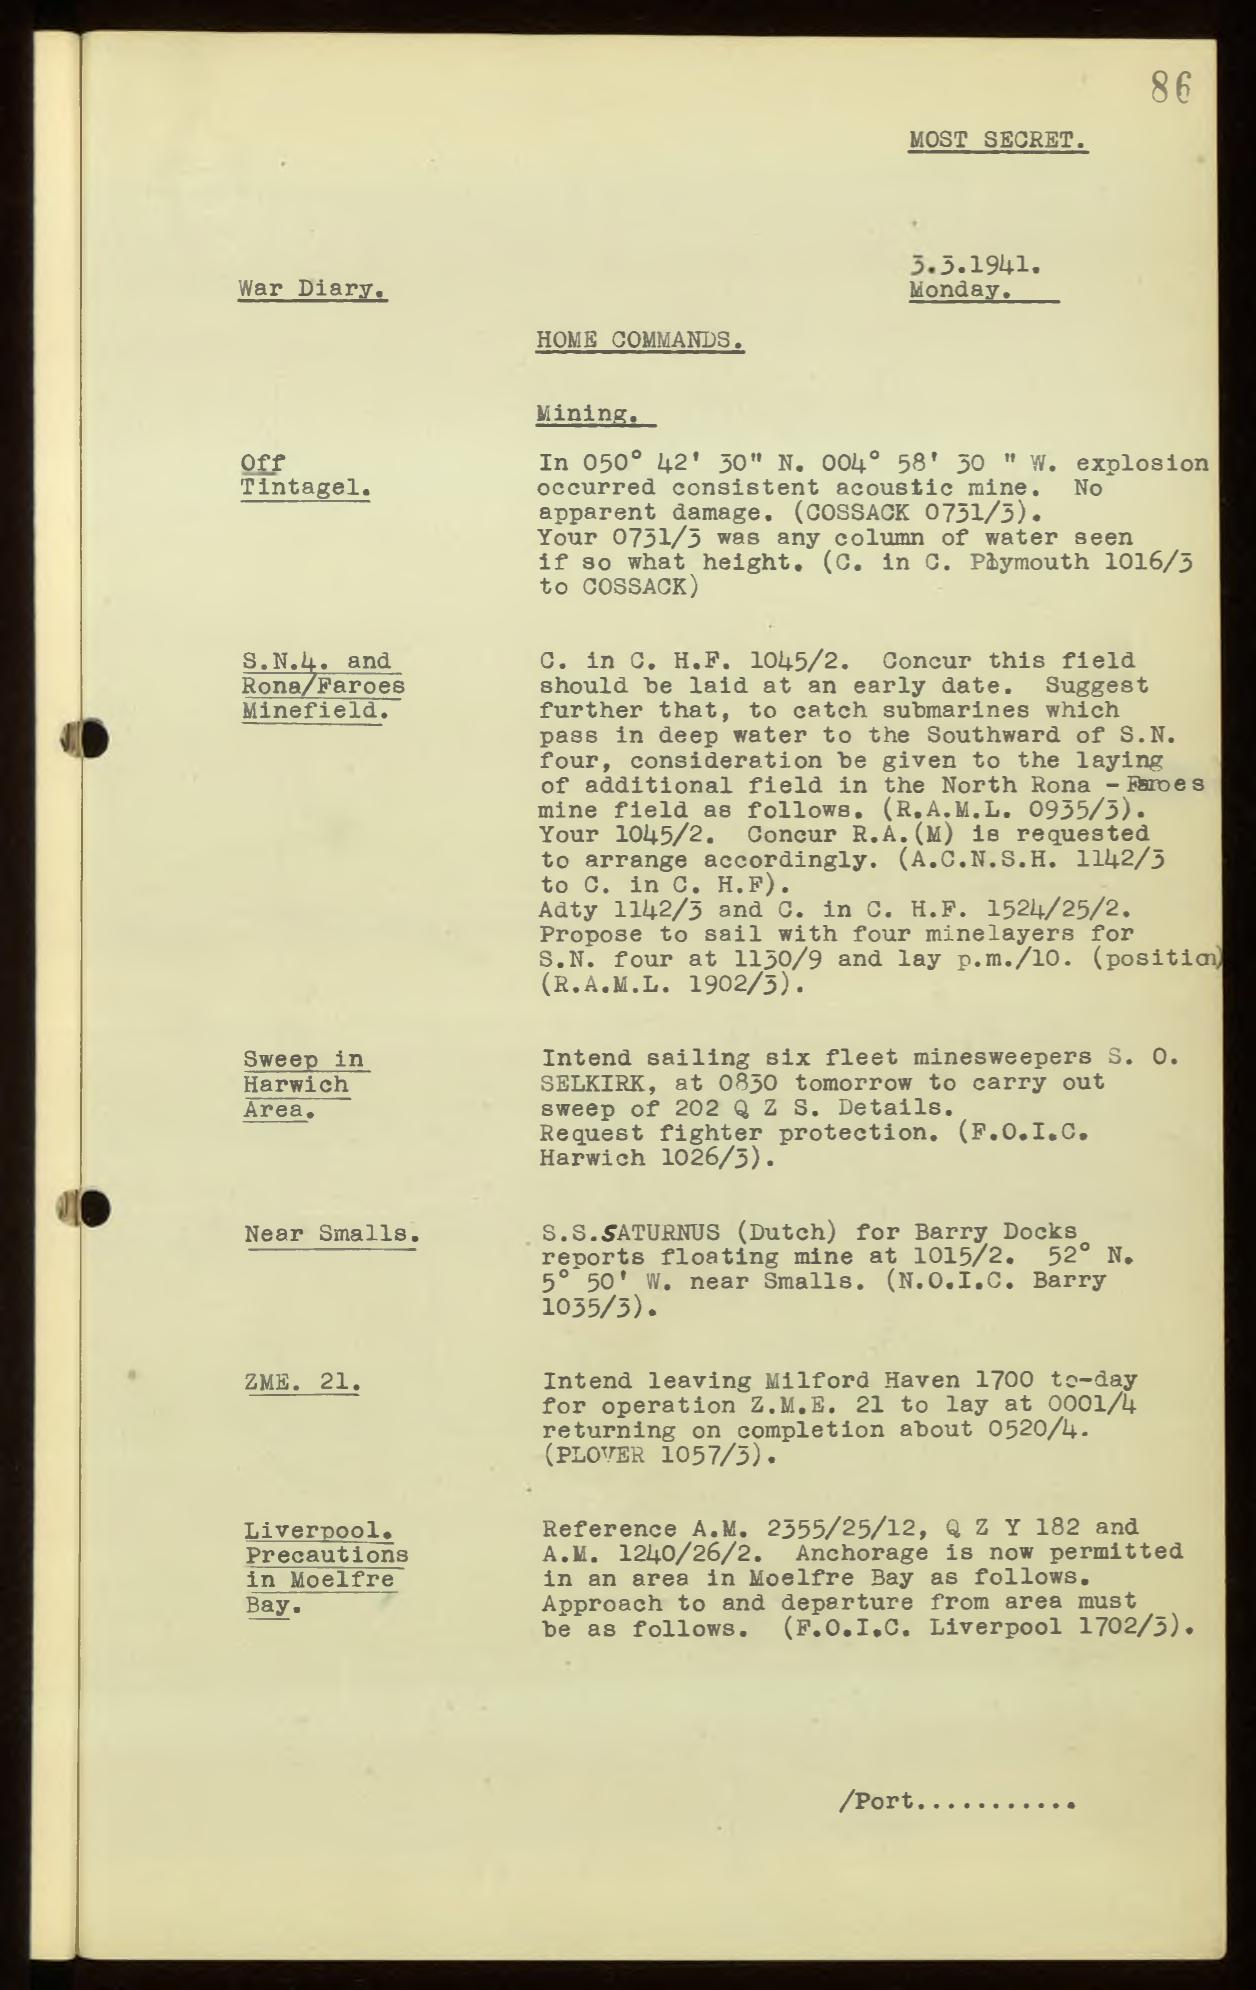 86
MOST SECRET.
3.3.1941.
War Diary.
Monday.
HOME COMMANDS.
Mining.
Off
Tintagel.
In 050° 42' 30" N. 004° 58' 30 " W. explosion
occurred consistent acoustic mine. No
apparent damage. (COSSACK 0731/3).
Your 0731/3 was any column of water seen
if so what height. (C. in C. Plymouth 1016/3
to COSSACK)
S.N.4. and
Rona/Faroes
Minefield.
C. in C. H.F. 1045/2. Concur this field
should be laid at an early date. Suggest
further that, to catch submarines which
pass in deep water to the Southward of S.N.
four, consideration be given to the laying
of additional field in the North Rona - Faroes
mine field as follows. (R.A.M.L. 0935/3).
Your 1045/2. Concur R.A.(M) is requested
to arrange accordingly. (A.C.N.S.H. 1142/3
to C. in C. H.F).
Adty 1142/3 and C. in C. H.F. 1524/25/2.
Propose to sail with four minelayers for
S.N. four at 1130/9 and lay p.m./10. (position)
(R.A.M.L. 1902/3).
Sweep in
Harwich
Area.
Intend sailing six fleet minesweepers S. O.
SELKIRK, at 0830 tomorrow to carry out
sweep of 202 Q Z S. Details.
Request fighter protection. (F.O.I.C.
Harwich 1026/3).
Near Smalls.
S.S.SATURNUS (Dutch) for Barry Docks
reports floating mine at 1015/2. 52° N.
5° 50' W. near Smalls. (N.O.I.C. Barry
1035/3).
ZME. 21.
Intend leaving Milford Haven 1700 to-day
for operation Z.M.E. 21 to lay at 0001/4
returning on completion about 0520/4.
(PLOVER 1057/3).
Liverpool.
Precautions
in Moelfre
Bay.
Reference A.M. 2355/25/12, Q Z Y 182 and
A.M. 1240/26/2. Anchorage is now permitted
in an area in Moelfre Bay as follows.
Approach to and departure from area must
be as follows. (F.O.I.C. Liverpool 1702/3).
/Port...........